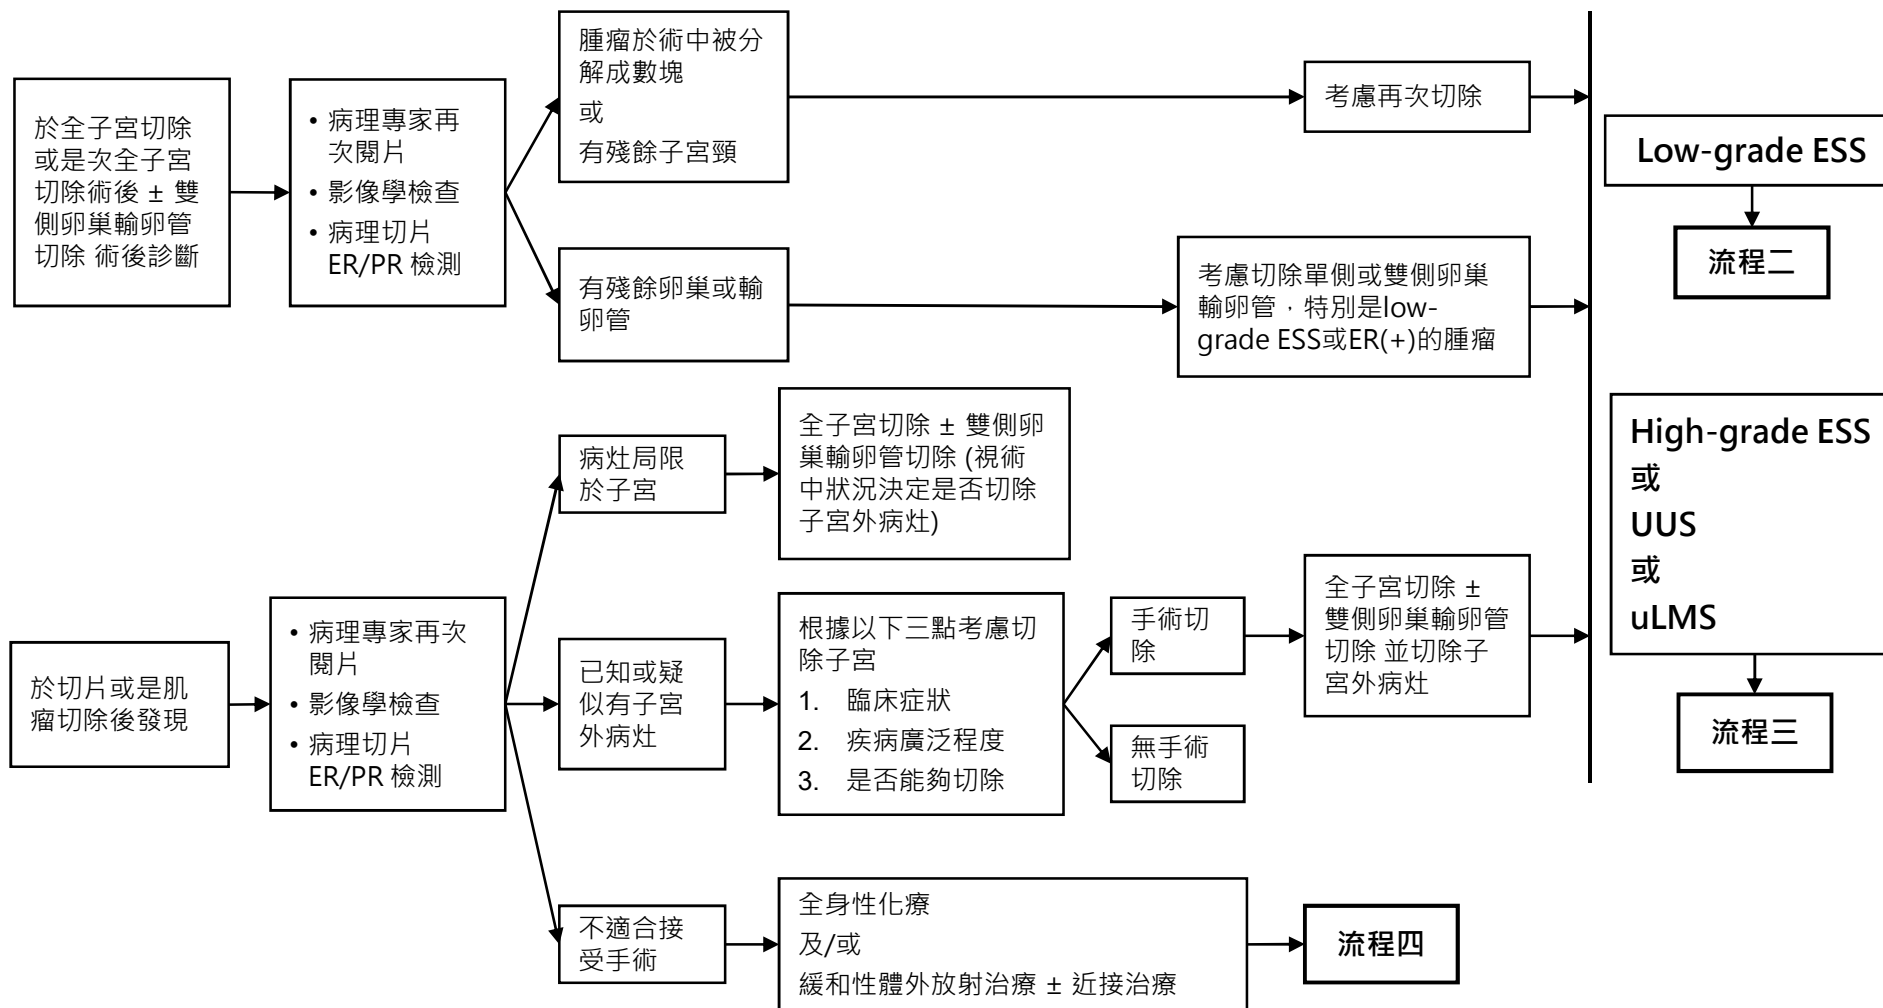 於全子宮切除
或是次全子宮
切除術後 ± 雙
側卵巢輸卵管
切除 術後診斷
• 病理專家再
次閱片
• 影像學檢查
• 病理切片
ER/PR 檢測
腫瘤於術中被分
解成數塊
或
有殘餘子宮頸
考慮再次切除
有殘餘卵巢或輸
卵管
考慮切除單側或雙側卵巢
輸卵管，特別是low-
grade ESS或ER(+)的腫瘤
Low-grade ESS
流程二
High-grade ESS
或
UUS
或
uLMS
流程三
於切片或是肌
瘤切除後發現
• 病理專家再次
閱片
• 影像學檢查
• 病理切片
ER/PR 檢測
病灶局限
於子宮
全子宮切除 ± 雙側卵
巢輸卵管切除 (視術
中狀況決定是否切除
子宮外病灶)
已知或疑
似有子宮
外病灶
根據以下三點考慮切
除子宮
1. 臨床症狀
2. 疾病廣泛程度
3. 是否能夠切除
手術切
除
全子宮切除 ±
雙側卵巢輸卵管
切除 並切除子
宮外病灶
無手術
切除
不適合接
受手術
全身性化療
及/或
緩和性體外放射治療 ± 近接治療
流程四